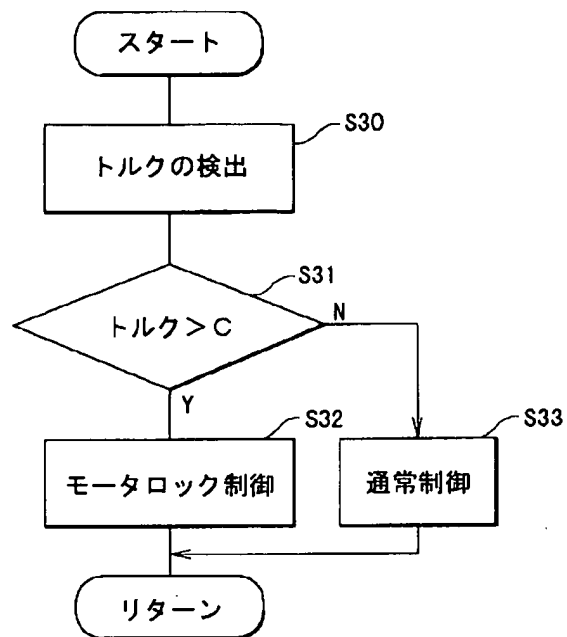 スタート
S30
トルクの検出
S31
トルク＞C
N
Y
S32
モータロック制御
S33
通常制御
リターン